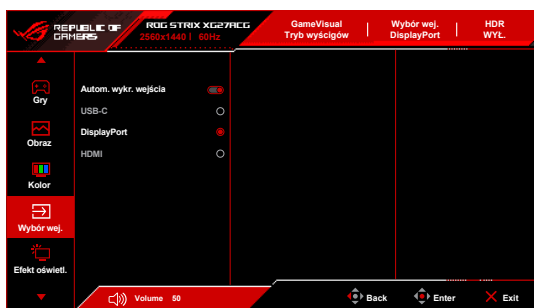 REPUBLIC OF
GAMERS
ROG STRIX XG27ACG
2560x1440 | 60Hz
GameVisual
Tryb wyścigów
Wybór wej.
DisplayPort
HDR
WYŁ.
Gry
Obraz
Kolor
Wybór wej.
Efekt oświetl.
Autom. wykr. wejścia
USB-C
DisplayPort
HDMI
Volume 50
Back
Enter
Exit